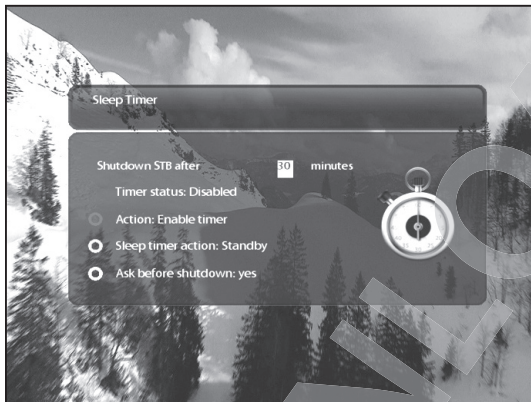 Sleep Timer
Shutdown STB after 30 minutes
Timer status: Disabled
Action: Enable timer
Sleep timer action: Standby
Ask before shutdown: yes